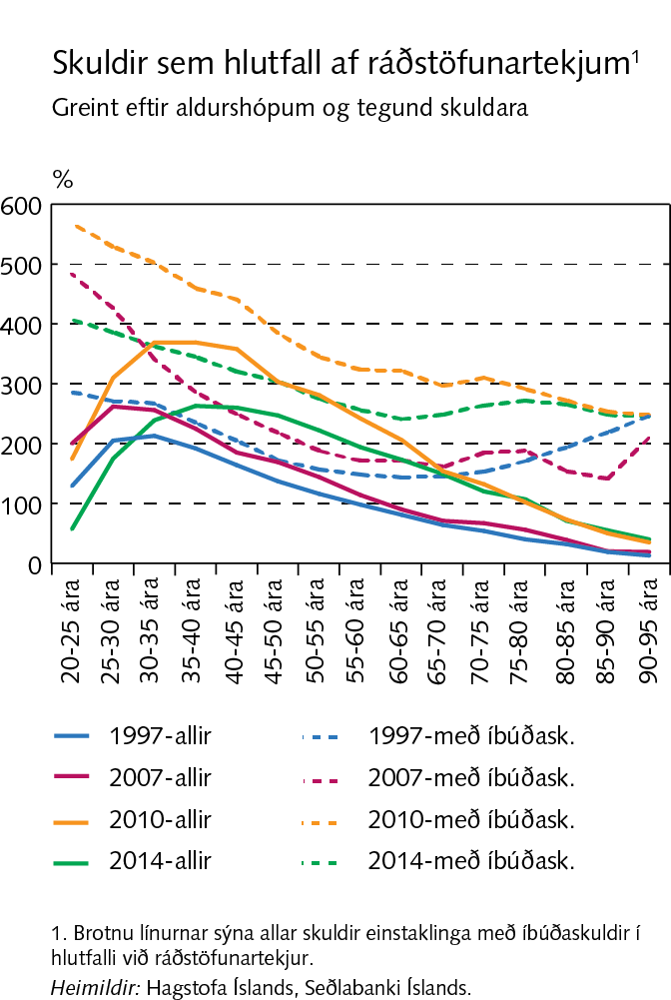 Skuldir sem hlutfall af ráðstöfunartekjum¹
Greint eftir aldurshópum og tegund skuldara
%
600
500
400
300
200
100
0
20-25 ára
25-30 ára
30-35 ára
35-40 ára
40-45 ára
45-50 ára
50-55 ára
55-60 ára
60-65 ára
65-70 ára
70-75 ára
75-80 ára
80-85 ára
85-90 ára
90-95 ára
1997-allir
1997-með íbúðask.
2007-allir
2007-með íbúðask.
2010-allir
2010-með íbúðask.
2014-allir
2014-með íbúðask.
1. Brotnu línurnar sýna allar skuldir einstaklinga með íbúðaskuldir í
hlutfalli við ráðstöfunartekjur.
Heimildir: Hagstofa Íslands, Seðlabanki Íslands.